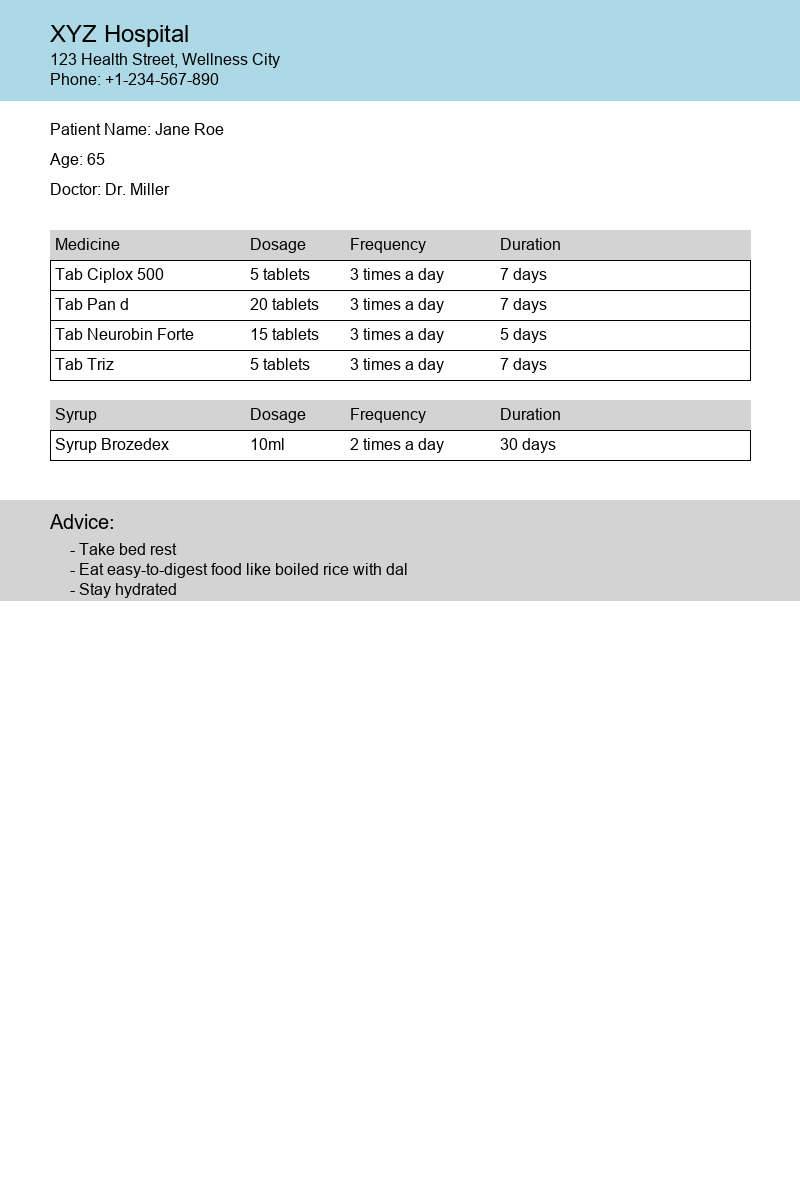 XYZ Hospital
123 Health Street, Wellness City
Phone: +1-234-567-890
Patient Name: Jane Roe
Age: 65
Doctor: Dr. Miller
Medicine Dosage Frequency Duration
Tab Ciplox 500 5 tablets 3 times a day 7 days
Tab Pan d 20 tablets 3 times a day 7 days
Tab Neurobin Forte 15 tablets 3 times a day 5 days
Tab Triz 5 tablets 3 times a day 7 days
Syrup Dosage Frequency Duration
Syrup Brozedex 10ml 2 times a day 30 days
Advice:
- Take bed rest
- Eat easy-to-digest food like boiled rice with dal
- Stay hydrated